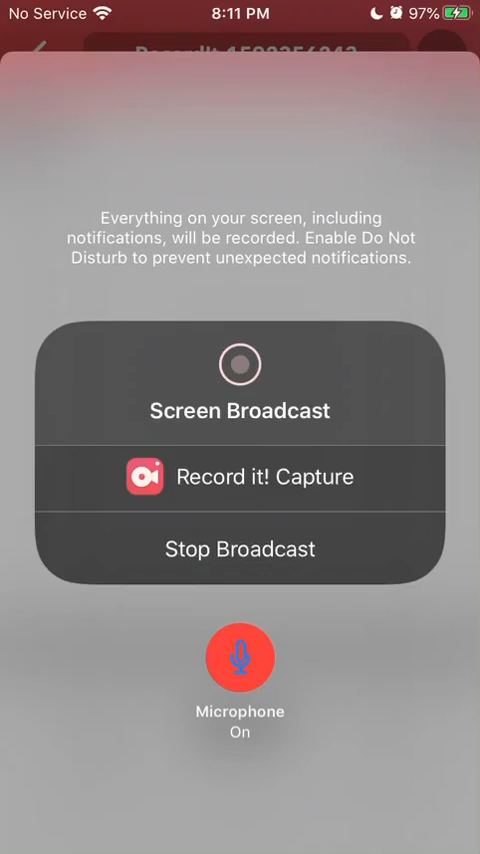 No Service 8:11 PM 97%
Everything on your screen, including
notifications, will be recorded. Enable Do Not
Disturb to prevent unexpected notifications.
Screen Broadcast
Record it! Capture
Stop Broadcast
Microphone
On